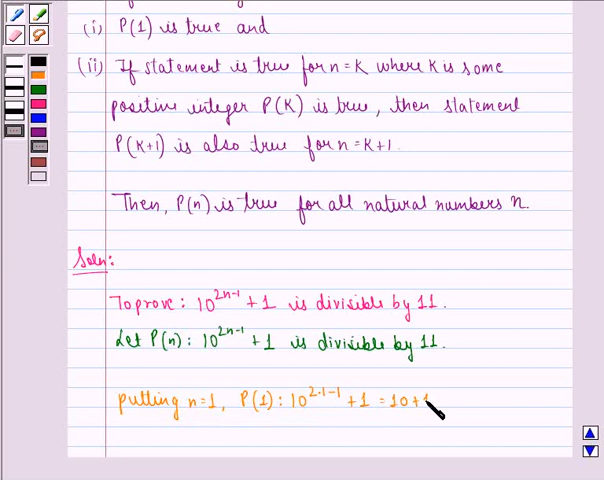 (i) P(1) is true and
(ii) If statement is true for n = K where K is some
positive integer P(K) is true, then statement
P(K+1) is also true for n = K+1.
Then, P(n) is true for all natural numbers n.
Soln:
To prove: 10^{2n-1} + 1 is divisible by 11.
Let P(n): 10^{2n-1} + 1 is divisible by 11.
putting n=1, P(1): 10^{2·1-1} + 1 = 10+1